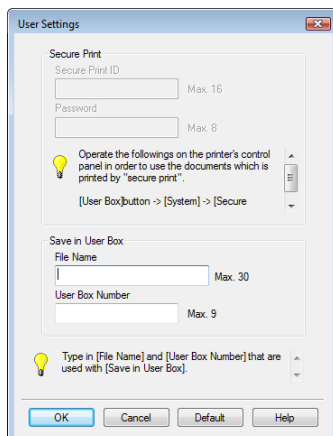 User Settings
Secure Print
Secure Print ID
Max. 16
Password
Max. 8
Operate the followings on the printer's control
panel in order to use the documents which is
printed by "secure print".
[User Box]button -> [System] -> [Secure
Save in User Box
File Name
Max. 30
User Box Number
Max. 9
Type in [File Name] and [User Box Number] that are
used with [Save in User Box].
OK
Cancel
Default
Help